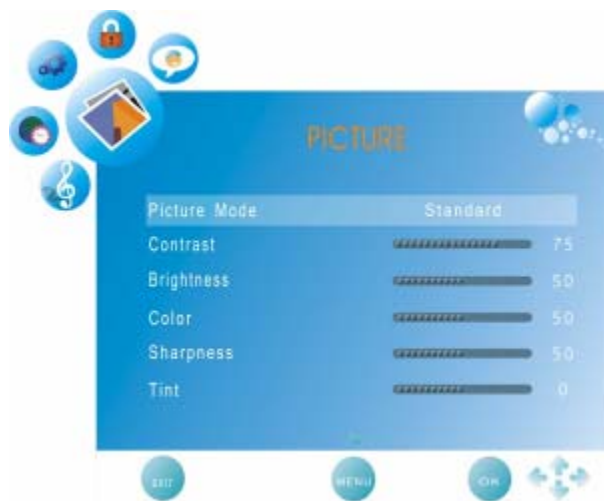 PICTURE
Picture Mode Standard
Contrast 75
Brightness 50
Color 50
Sharpness 50
Tint 0
EXIT MENU OK